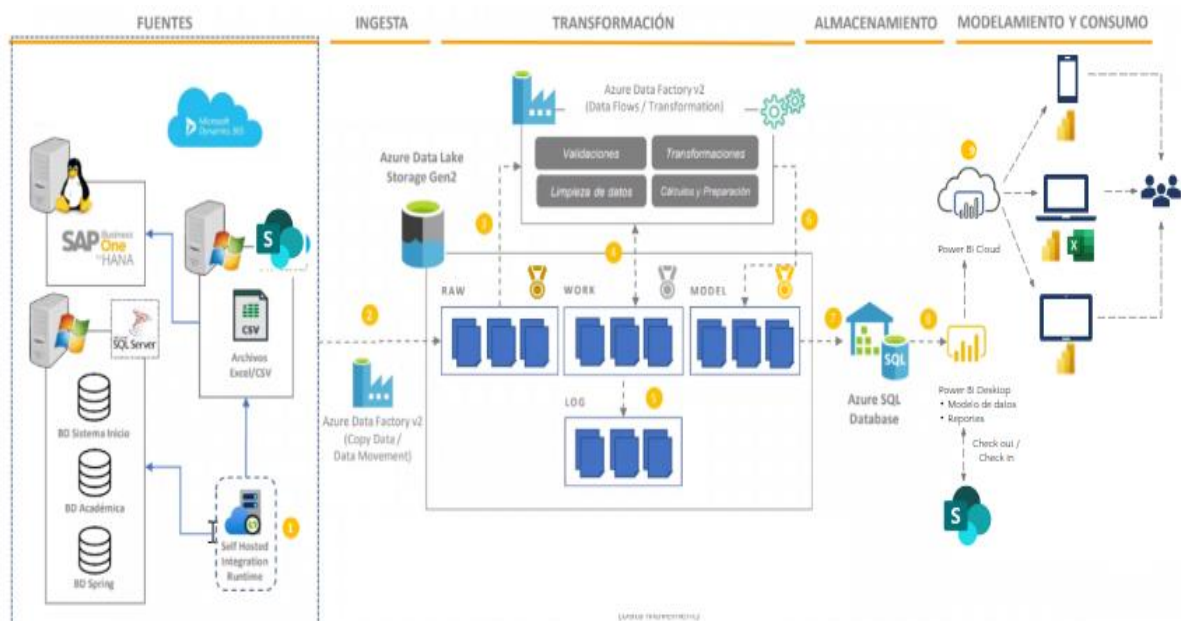 FUENTES
INGESTA
TRANSFORMACIÓN
ALMACENAMIENTO
MODELAMIENTO Y CONSUMO
Microsoft
Dynamics 365
SAP Business
One
HANA
SQL Server
BD Sistema Inicio
BD Académica
BD Spring
S
CSV
Archivos
Excel/CSV
Self Hosted
Integration
Runtime
1
2
Azure Data Factory v2
(Copy Data /
Data Movement)
Azure Data Lake
Storage Gen2
Azure Data Factory v2
(Data Flows / Transformation)
Validaciones
Transformaciones
Limpieza de datos
Cálculos y Preparación
3
4
6
RAW
WORK
MODEL
5
LOG
7
SQL
Azure SQL
Database
8
9
Power BI Cloud
Power BI Desktop
• Modelo de datos
• Reportes
Check out /
Check in
S
X